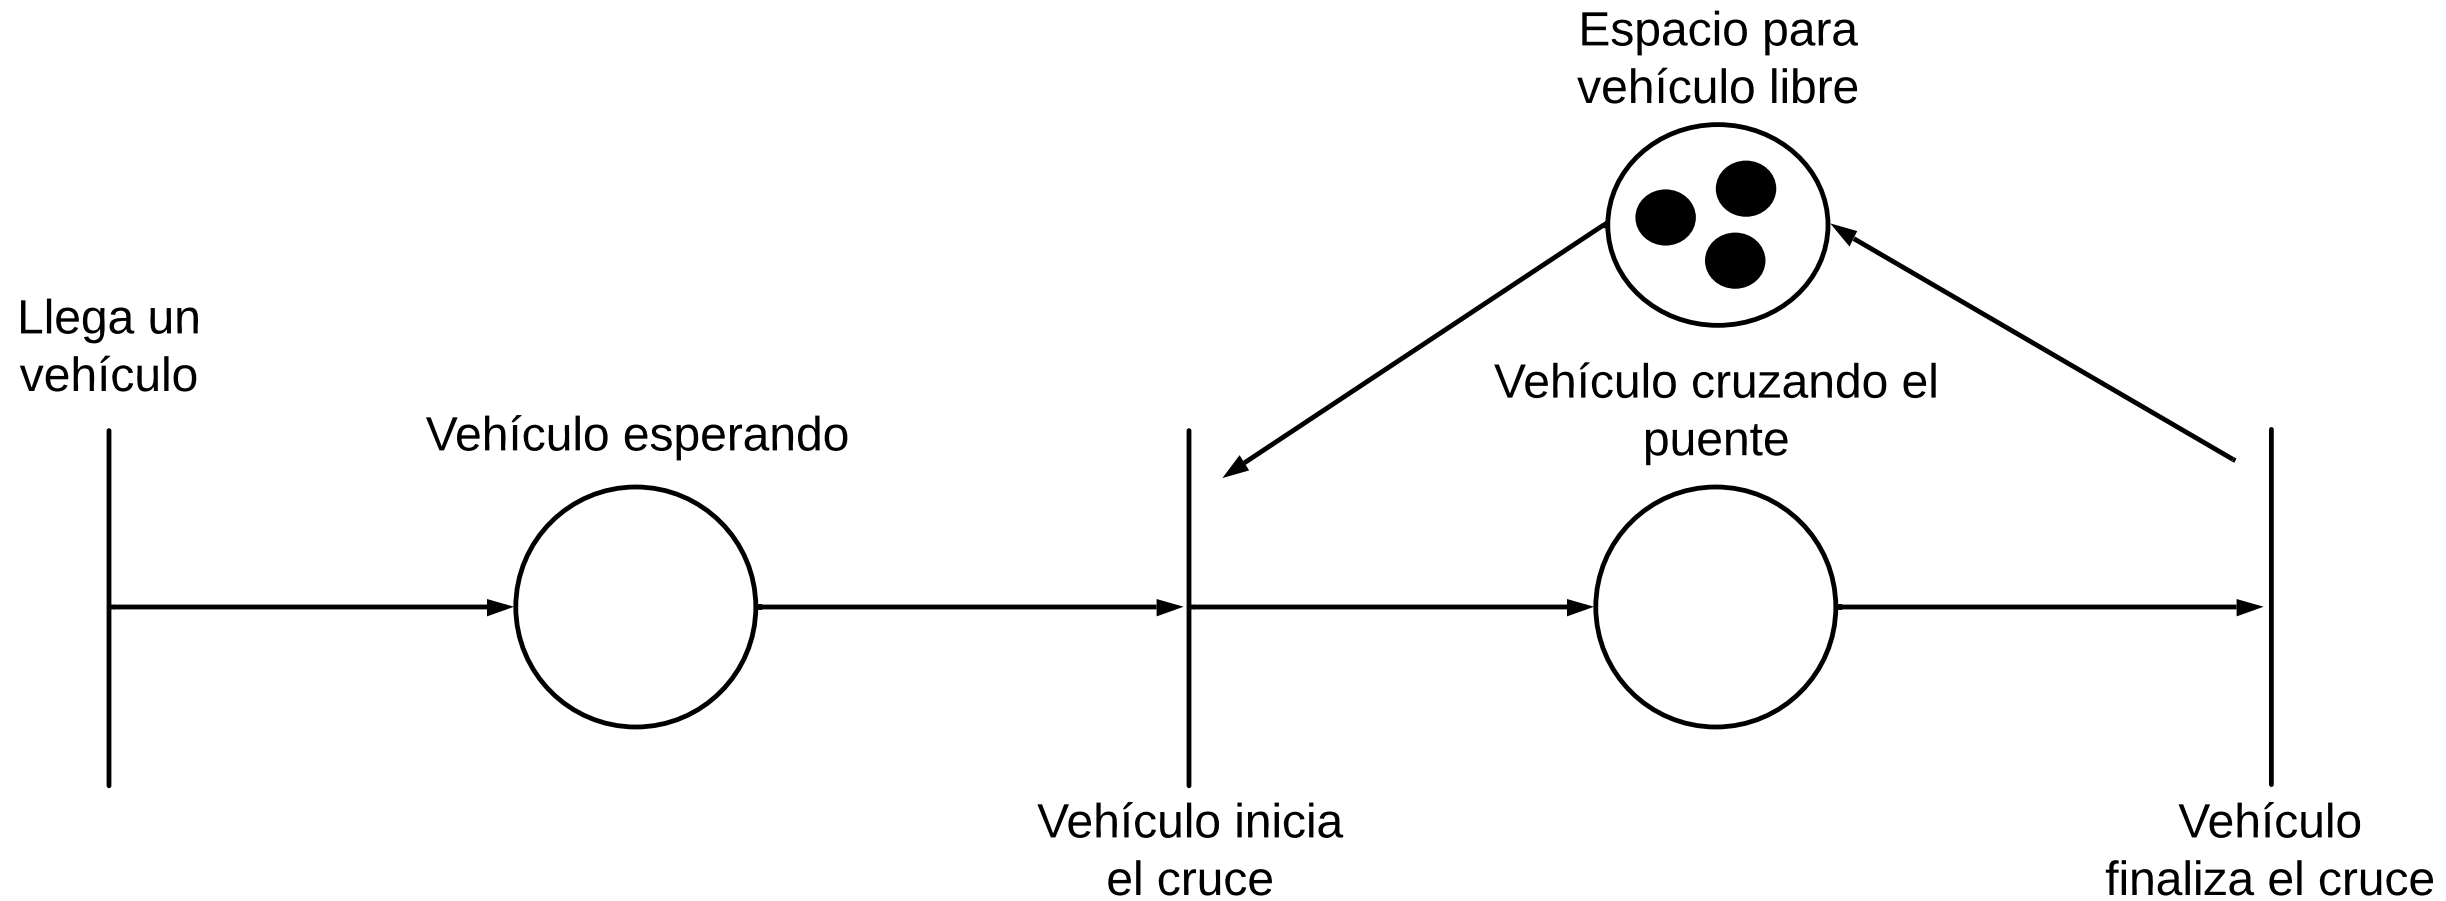 Espacio para
vehículo libre
Llega un
vehículo
Vehículo esperando
Vehículo cruzando el
puente
Vehículo inicia
el cruce
Vehículo
finaliza el cruce